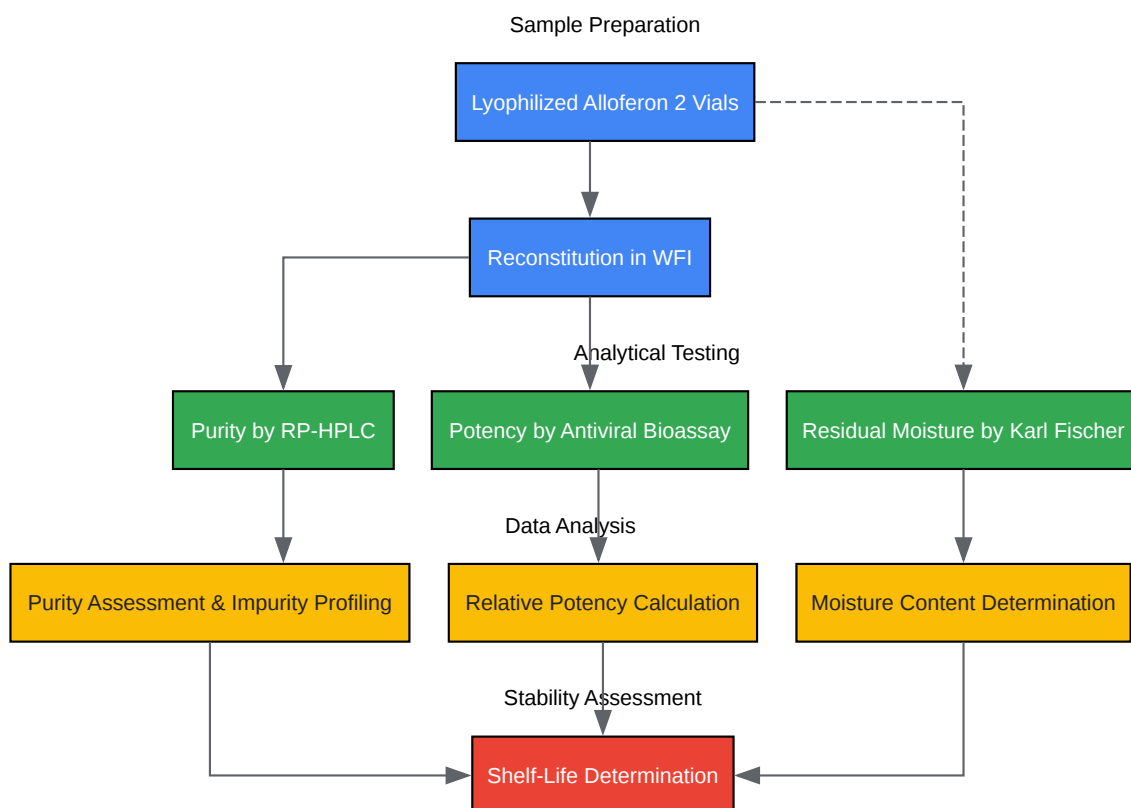 Sample Preparation
Lyophilized Alloferon 2 Vials
Reconstitution in WFI
Analytical Testing
Purity by RP-HPLC
Potency by Antiviral Bioassay
Residual Moisture by Karl Fischer
Data Analysis
Purity Assessment & Impurity Profiling
Relative Potency Calculation
Moisture Content Determination
Stability Assessment
Shelf-Life Determination